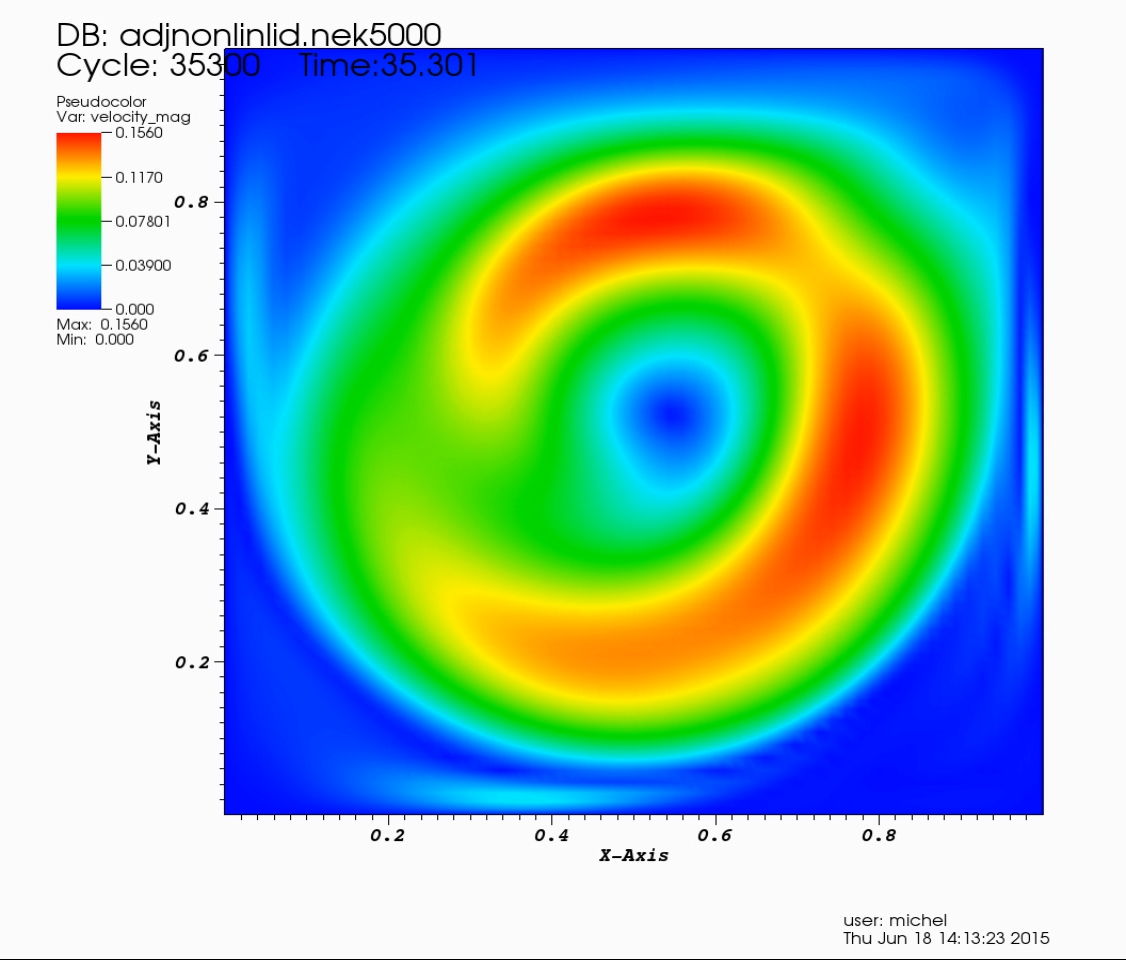 DB: adjnonlinlid.nek5000
Cycle: 35300 Time:35.301
Pseudocolor
Var: velocity_mag
0.1560
0.1170
0.07801
0.03900
0.000
Max: 0.1560
Min: 0.000
0.8
0.6
0.4
0.2
Y-Axis
0.2 0.4 0.6 0.8
X-Axis
user: michel
Thu Jun 18 14:13:23 2015